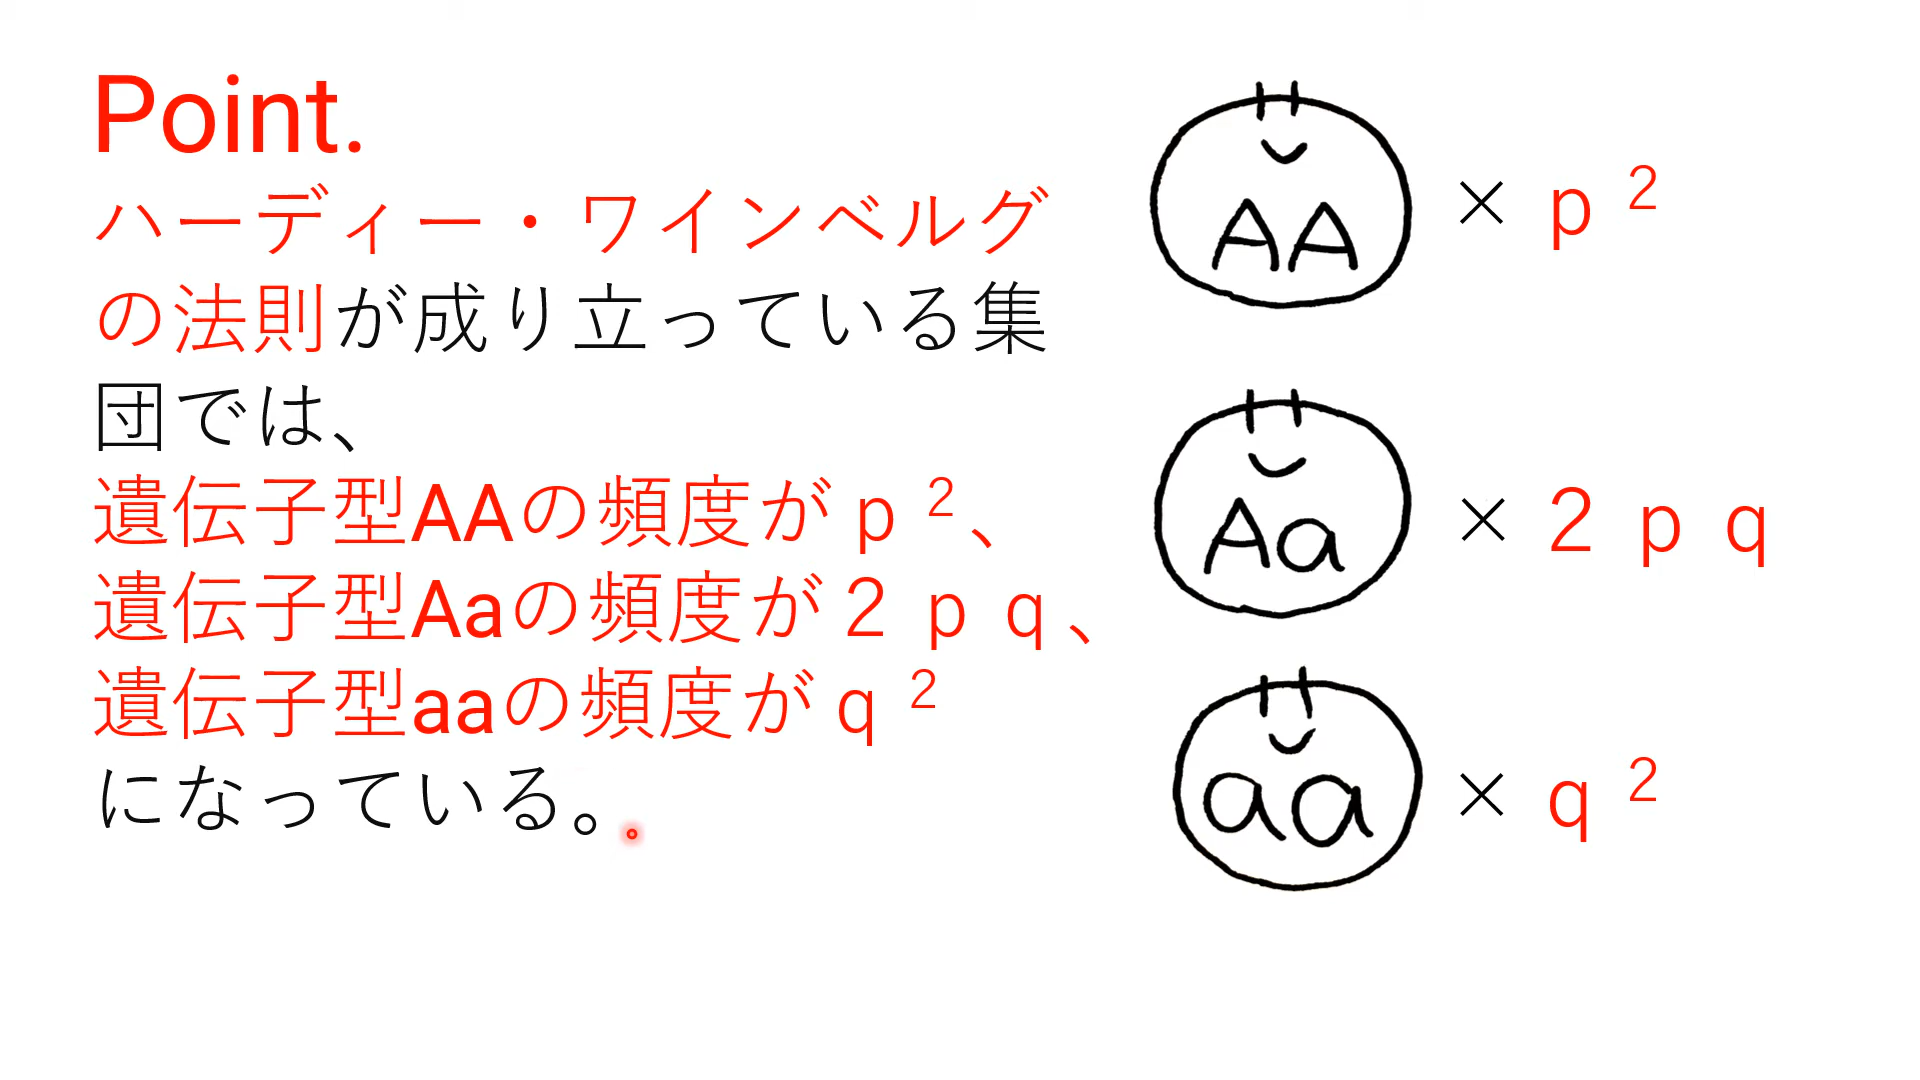 Point.
ハーディー・ワインベルグ
の法則が成り立っている集
団では、
遺伝子型AAの頻度がｐ²、
遺伝子型Aaの頻度が２ｐｑ、
遺伝子型aaの頻度がｑ²
になっている。
AA × ｐ²
Aa × ２ｐｑ
aa × ｑ²